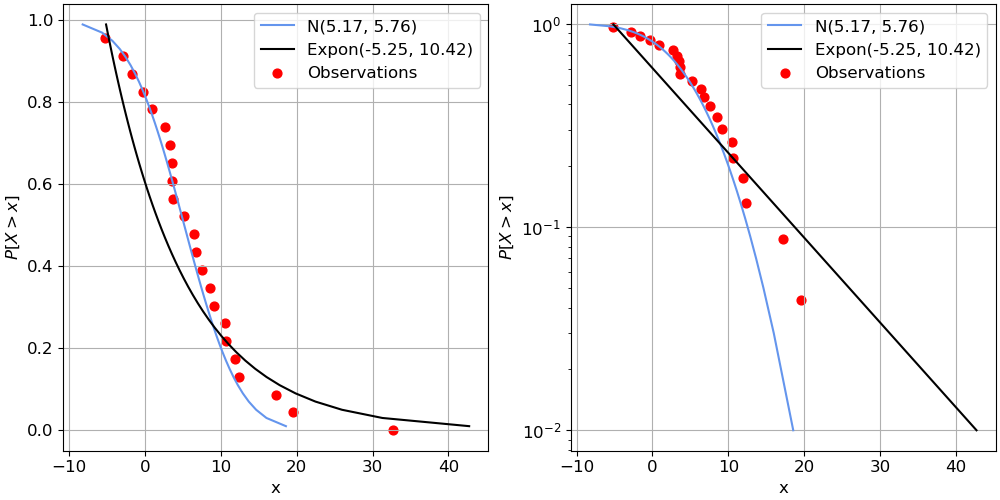 N(5.17, 5.76)
Expon(-5.25, 10.42)
Observations
1.0
0.8
0.6
0.4
0.2
0.0
P[X > x]
−10
0
10
20
30
40
x
N(5.17, 5.76)
Expon(-5.25, 10.42)
Observations
10⁰
10⁻¹
10⁻²
P[X > x]
−10
0
10
20
30
40
x